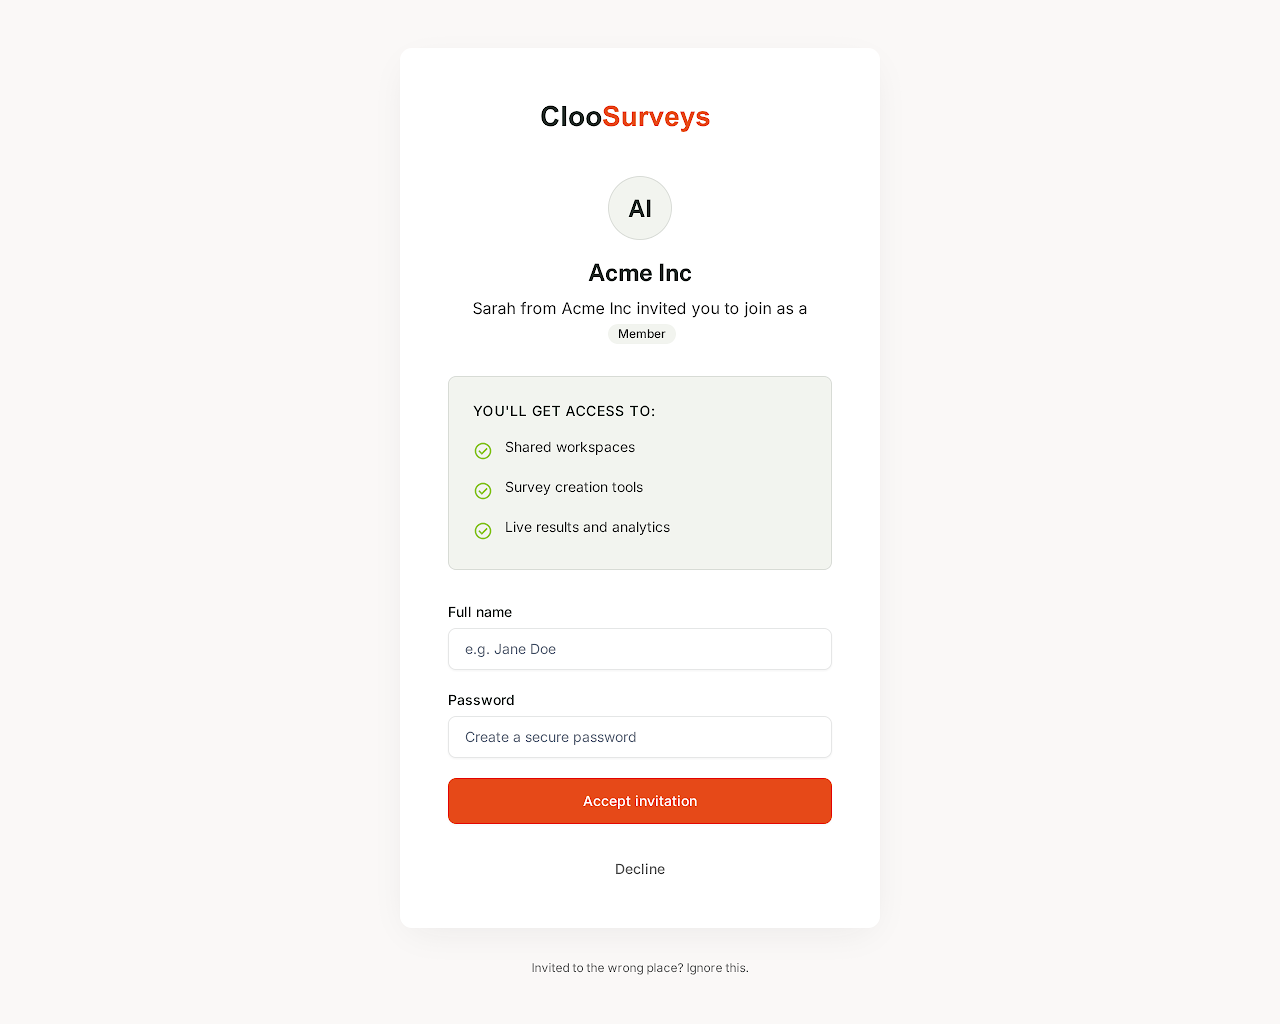 ClooSurveys
AI
Acme Inc
Sarah from Acme Inc invited you to join as a
Member
YOU'LL GET ACCESS TO:
Shared workspaces
Survey creation tools
Live results and analytics
Full name
e.g. Jane Doe
Password
Create a secure password
Accept invitation
Decline
Invited to the wrong place? Ignore this.